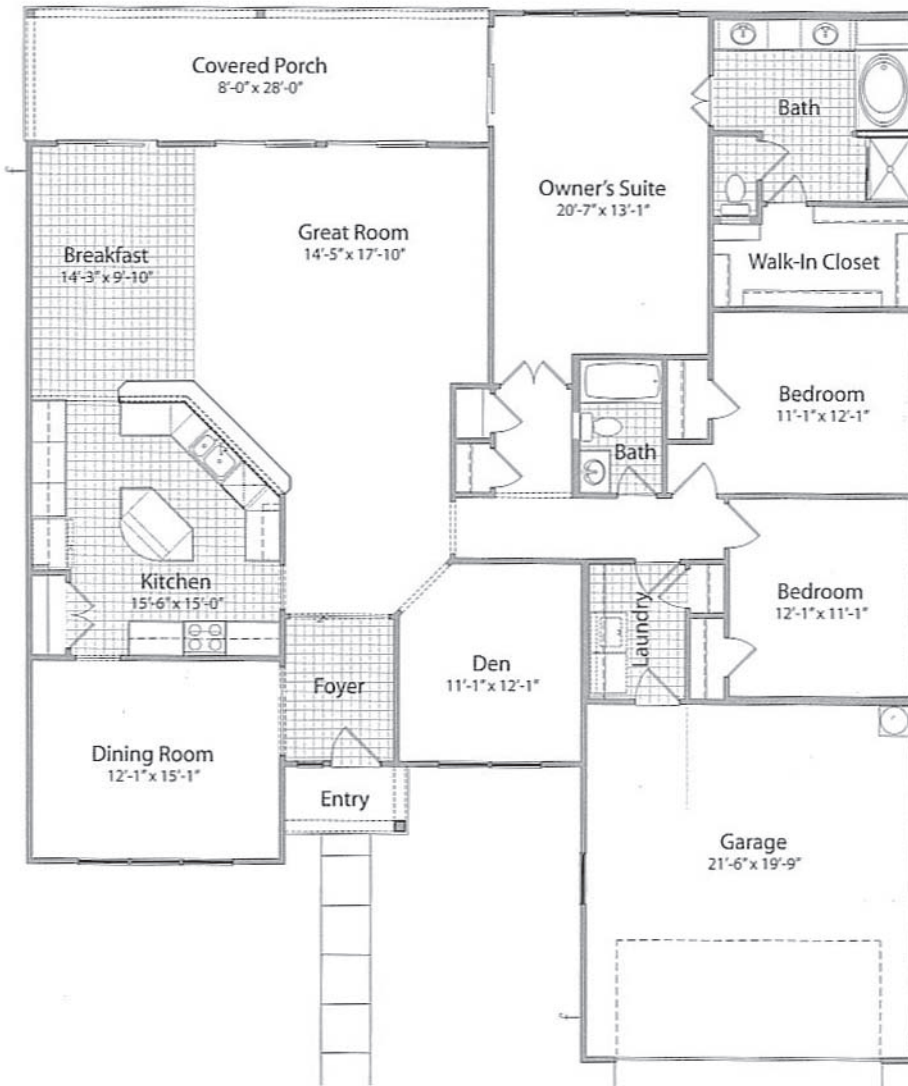 Covered Porch
8'-0" x 28'-0"
Bath
Owner's Suite
20'-7" x 13'-1"
Great Room
14'-5" x 17'-10"
Breakfast
14'-3" x 9'-10"
Walk-In Closet
Bedroom
11'-1" x 12'-1"
Bath
Kitchen
15'-6" x 15'-0"
Bedroom
12'-1" x 11'-1"
Laundry
Den
11'-1" x 12'-1"
Foyer
Dining Room
12'-1" x 15'-1"
Entry
Garage
21'-6" x 19'-9"